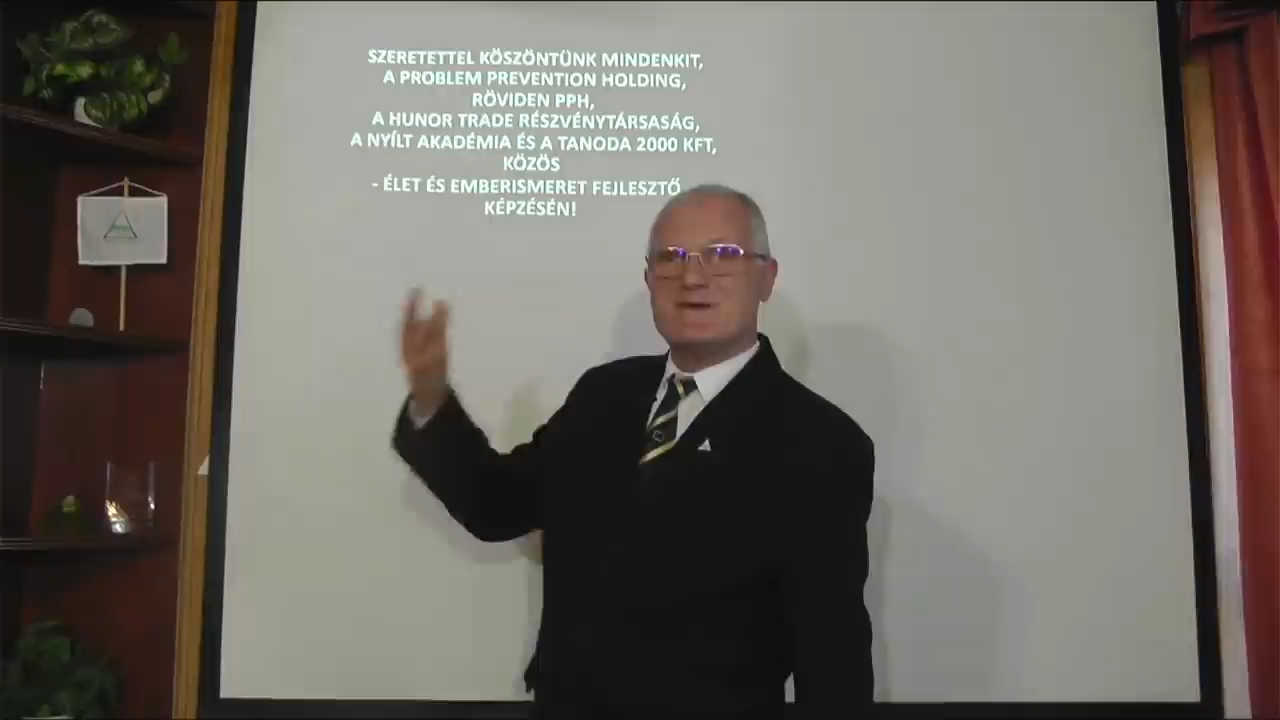 SZERETETTEL KÖSZÖNTÜNK MINDENKIT,
A PROBLEM PREVENTION HOLDING,
RÖVIDEN PPH,
A HUNOR TRADE RÉSZVÉNYTÁRSASÁG,
A NYÍLT AKADÉMIA ÉS A TANODA 2000 KFT,
KÖZÖS
- ÉLET ÉS EMBERISMERET FEJLESZTŐ
KÉPZÉSÉN!